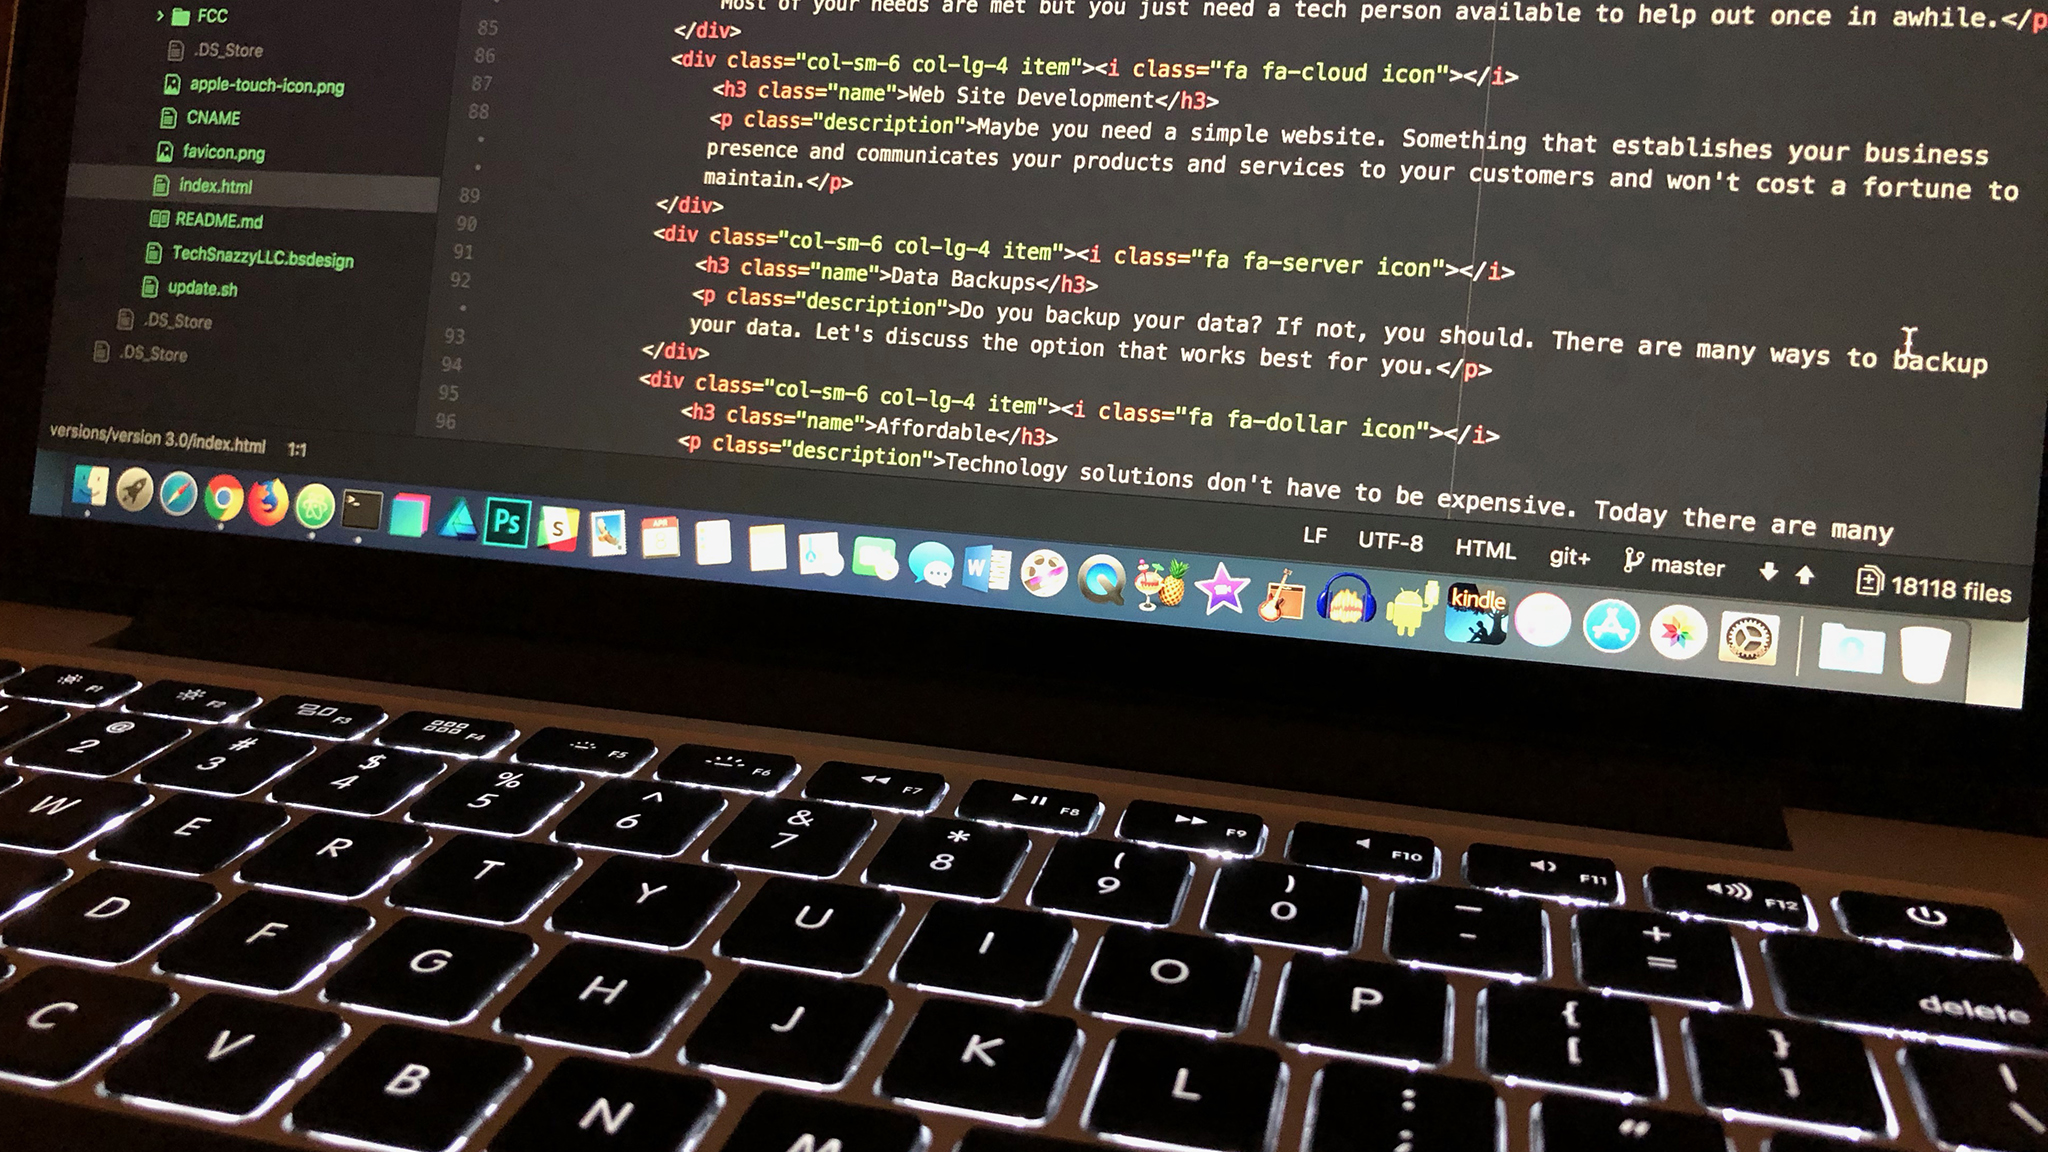 FCC
.DS_Store
apple-touch-icon.png
CNAME
favicon.png
index.html
README.md
TechSnazzyLLC.bsdesign
update.sh
.DS_Store
.DS_Store
versions/version 3.0/index.html 1:1
Most of your needs are met but you just need a tech person available to help out once in awhile.</p
85 </div>
86 <div class="col-sm-6 col-lg-4 item"><i class="fa fa-cloud icon"></i>
87 <h3 class="name">Web Site Development</h3>
88 <p class="description">Maybe you need a simple website. Something that establishes your business
• presence and communicates your products and services to your customers and won't cost a fortune to
• maintain.</p>
89 </div>
90 <div class="col-sm-6 col-lg-4 item"><i class="fa fa-server icon"></i>
91 <h3 class="name">Data Backups</h3>
92 <p class="description">Do you backup your data? If not, you should. There are many ways to backup
• your data. Let's discuss the option that works best for you.</p>
93 </div>
94 <div class="col-sm-6 col-lg-4 item"><i class="fa fa-dollar icon"></i>
95 <h3 class="name">Affordable</h3>
96 <p class="description">Technology solutions don't have to be expensive. Today there are many
LF UTF-8 HTML git+ master 18118 files
Ps S APR W kindle
F1 F2 F3 F4 F5 F6 F7 F8 F9 F10 F11 F12
@ # $ % ^ & * ( ) — +
2 3 4 5 6 7 8 9 0 - =
W E R T Y U I O P { } delete
[ ] | \
D F G H J K L : ; "
C V B N M